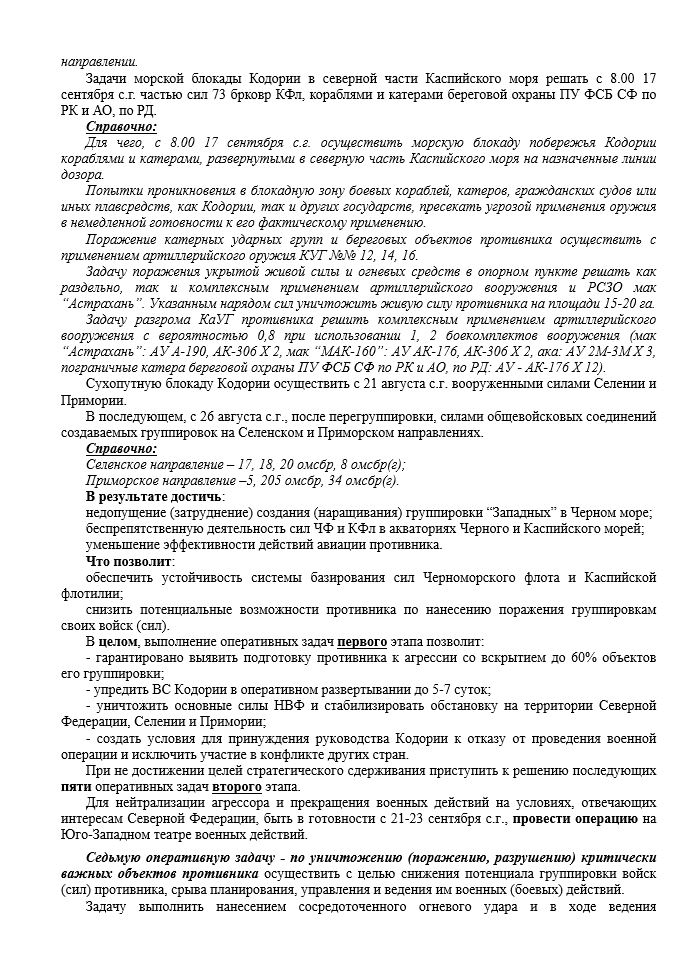 направлении.
Задачи морской блокады Кодории в северной части Каспийского моря решать с 8.00 17
сентября с.г. частью сил 73 брковр КФл, кораблями и катерами береговой охраны ПУ ФСБ СФ по
РК и АО, по РД.
Справочно:
Для чего, с 8.00 17 сентября с.г. осуществить морскую блокаду побережья Кодории
кораблями и катерами, развернутыми в северную часть Каспийского моря на назначенные линии
дозора.
Попытки проникновения в блокадную зону боевых кораблей, катеров, гражданских судов или
иных плавсредств, как Кодории, так и других государств, пресекать угрозой применения оружия
в немедленной готовности к его фактическому применению.
Поражение катерных ударных групп и береговых объектов противника осуществить с
применением артиллерийского оружия КУГ №№ 12, 14, 16.
Задачу поражения укрытой живой силы и огневых средств в опорном пункте решать как
раздельно, так и комплексным применением артиллерийского вооружения и РСЗО мак
“Астрахань”. Указанным нарядом сил уничтожить живую силу противника на площади 15-20 га.
Задачу разгрома КаУГ противника решить комплексным применением артиллерийского
вооружения с вероятностью 0,8 при использовании 1, 2 боекомплектов вооружения (мак
“Астрахань”: АУ А-190, АК-306 Х 2, мак “МАК-160”: АУ АК-176, АК-306 Х 2, ака: АУ 2М-3М Х 3,
пограничные катера береговой охраны ПУ ФСБ СФ по РК и АО, по РД: АУ - АК-176 Х 12).
Сухопутную блокаду Кодории осуществить с 21 августа с.г. вооруженными силами Селении и
Примории.
В последующем, с 26 августа с.г., после перегруппировки, силами общевойсковых соединений
создаваемых группировок на Селенском и Приморском направлениях.
Справочно:
Селенское направление – 17, 18, 20 омсбр, 8 омсбр(г);
Приморское направление –5, 205 омсбр, 34 омсбр(г).
В результате достичь:
недопущение (затруднение) создания (наращивания) группировки “Западных” в Черном море;
беспрепятственную деятельность сил ЧФ и КФл в акваториях Черного и Каспийского морей;
уменьшение эффективности действий авиации противника.
Что позволит:
обеспечить устойчивость системы базирования сил Черноморского флота и Каспийской
флотилии;
снизить потенциальные возможности противника по нанесению поражения группировкам
своих войск (сил).
В целом, выполнение оперативных задач первого этапа позволит:
- гарантировано выявить подготовку противника к агрессии со вскрытием до 60% объектов
его группировки;
- упредить ВС Кодории в оперативном развертывании до 5-7 суток;
- уничтожить основные силы НВФ и стабилизировать обстановку на территории Северной
Федерации, Селении и Примории;
- создать условия для принуждения руководства Кодории к отказу от проведения военной
операции и исключить участие в конфликте других стран.
При не достижении целей стратегического сдерживания приступить к решению последующих
пяти оперативных задач второго этапа.
Для нейтрализации агрессора и прекращения военных действий на условиях, отвечающих
интересам Северной Федерации, быть в готовности с 21-23 сентября с.г., провести операцию на
Юго-Западном театре военных действий.
Седьмую оперативную задачу - по уничтожению (поражению, разрушению) критически
важных объектов противника осуществить с целью снижения потенциала группировки войск
(сил) противника, срыва планирования, управления и ведения им военных (боевых) действий.
Задачу выполнить нанесением сосредоточенного огневого удара и в ходе ведения